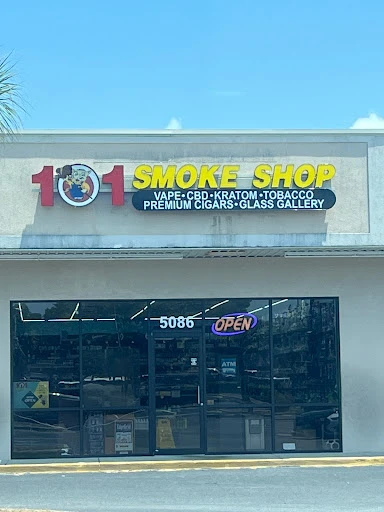 101 SMOKE SHOP
VAPE•CBD•KRATOM•TOBACCO
PREMIUM CIGARS•GLASS GALLERY
5086 OPEN
ATM